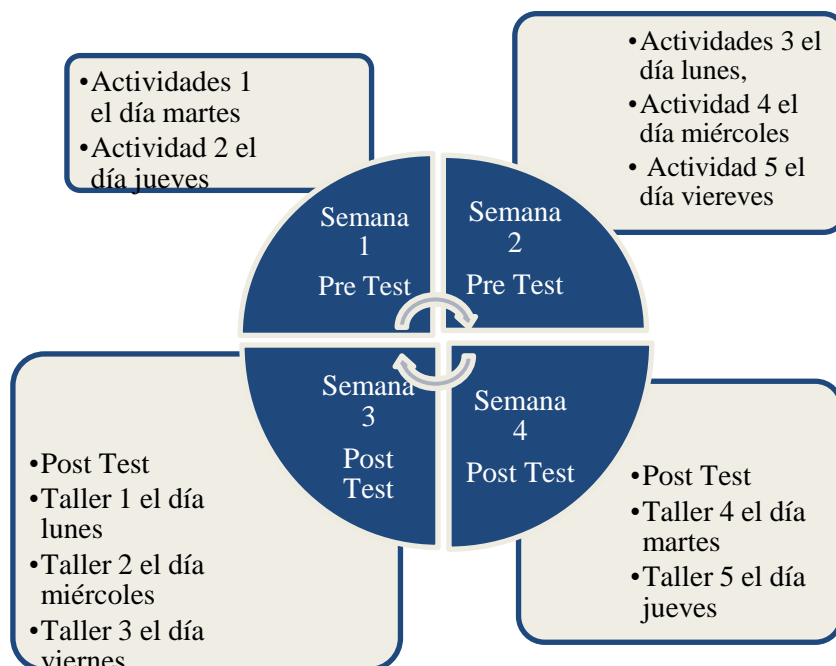 •Actividades 1
el día martes
•Actividad 2 el
día jueves
•Actividades 3 el
día lunes,
•Actividad 4 el
día miércoles
• Actividad 5 el
día viereves
Semana
1
Pre Test
Semana
2
Pre Test
Semana
3
Post
Test
Semana
4
Post Test
•Post Test
•Taller 1 el día
lunes
•Taller 2 el día
miércoles
•Taller 3 el día
viernes
•Post Test
•Taller 4 el día
martes
•Taller 5 el día
jueves